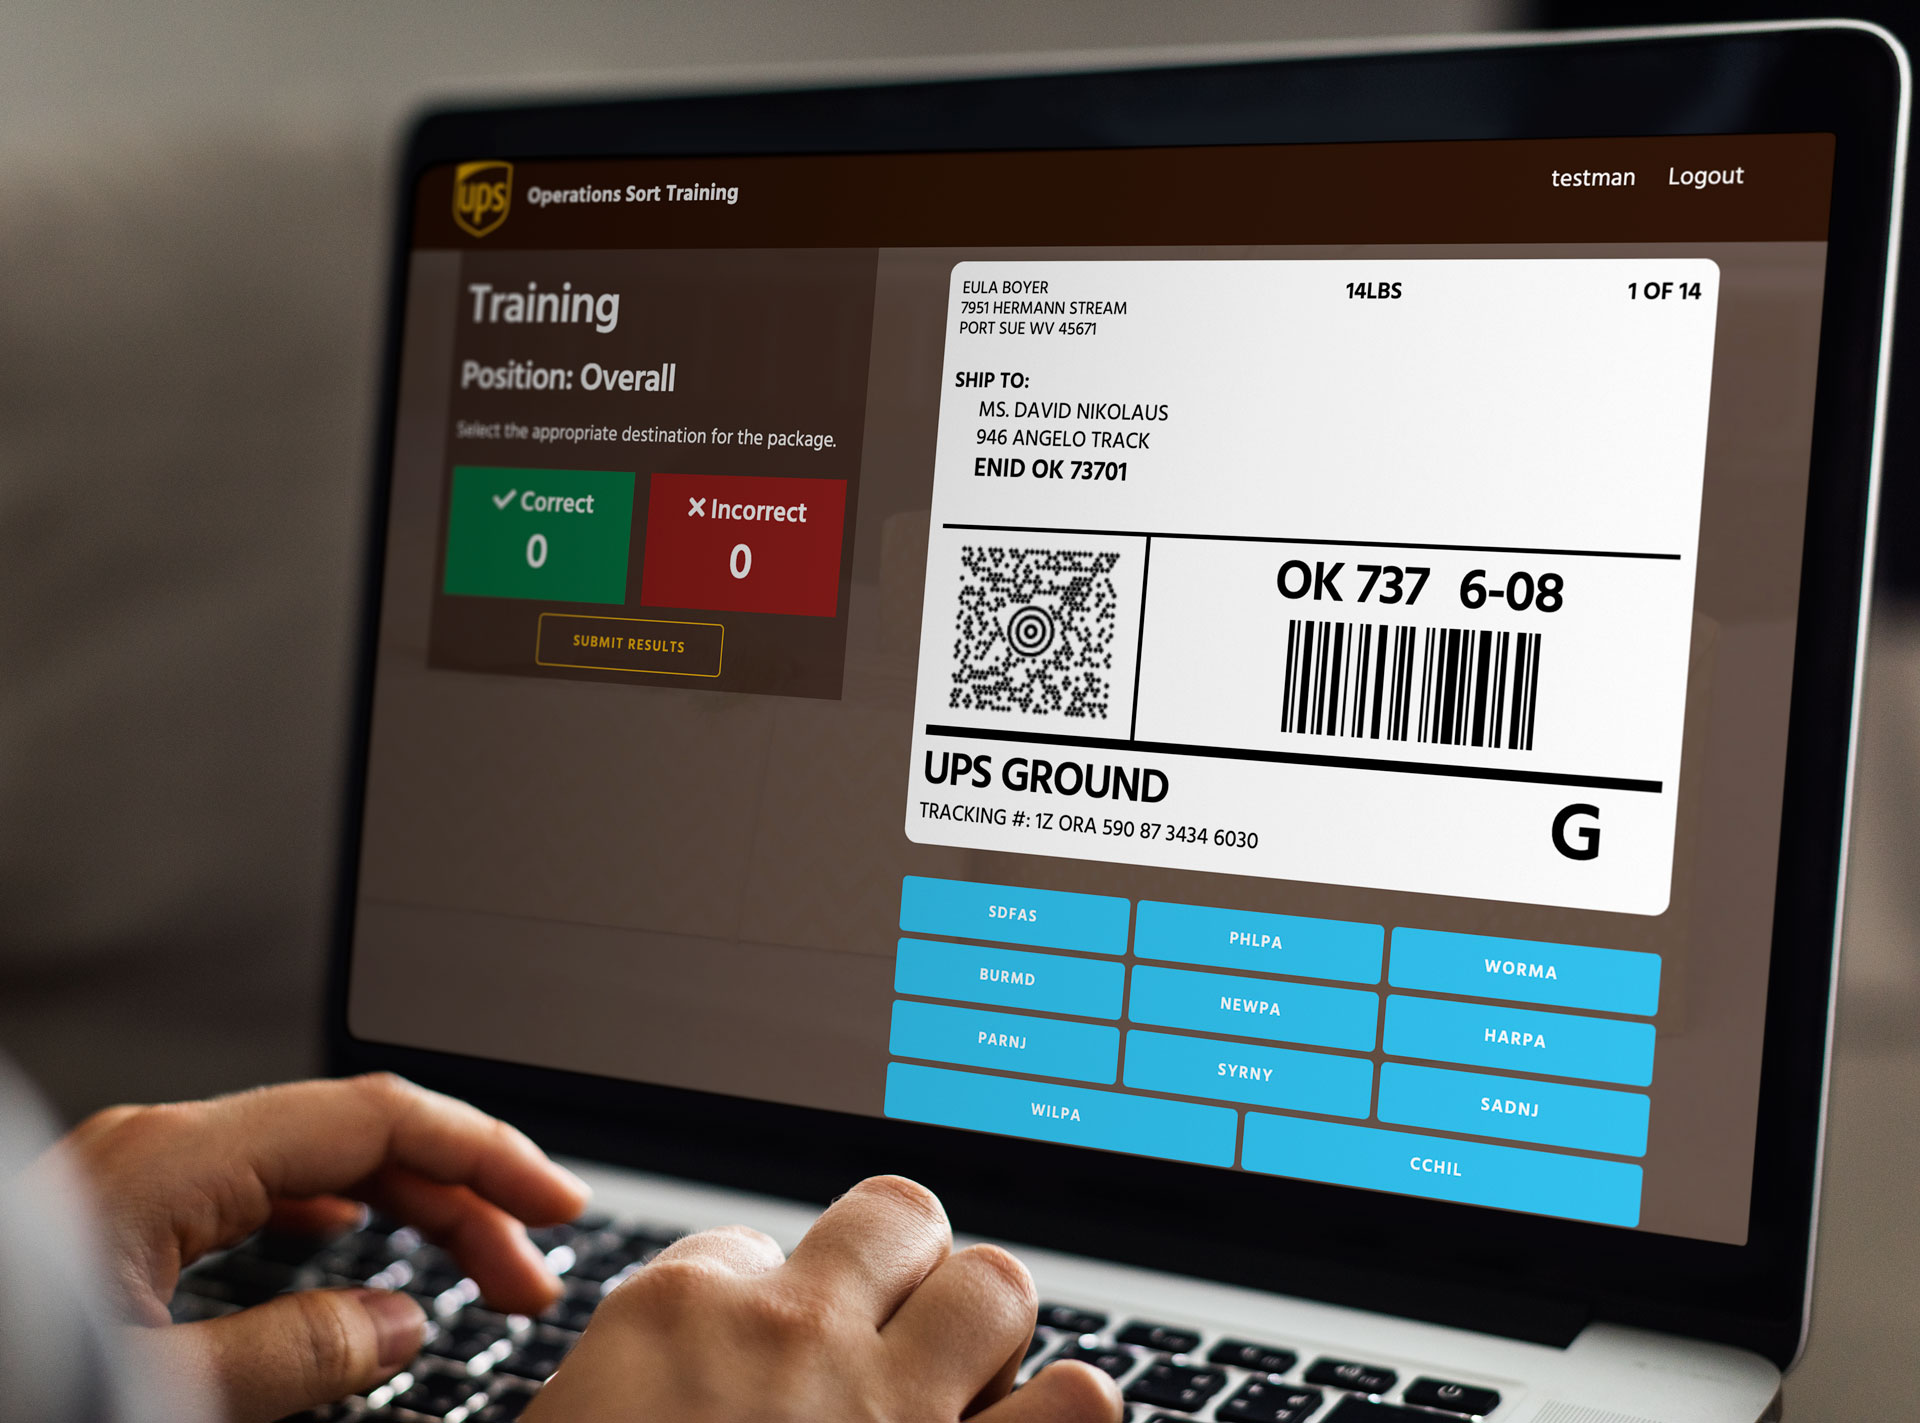 ups
Operations Sort Training
testman
Logout
Training
Position: Overall
Select the appropriate destination for the package.
Correct
0
Incorrect
0
SUBMIT RESULTS
EULA BOYER
7951 HERMANN STREAM
PORT SUE WV 45671
14LBS
1 OF 14
SHIP TO:
MS. DAVID NIKOLAUS
946 ANGELO TRACK
ENID OK 73701
OK 737 6-08
UPS GROUND
TRACKING #: 1Z ORA 590 87 3434 6030
G
SDFAS
PHLPA
WORMA
BURMD
NEWPA
HARPA
PARNJ
SYRNY
SADNJ
WILPA
CCHIL